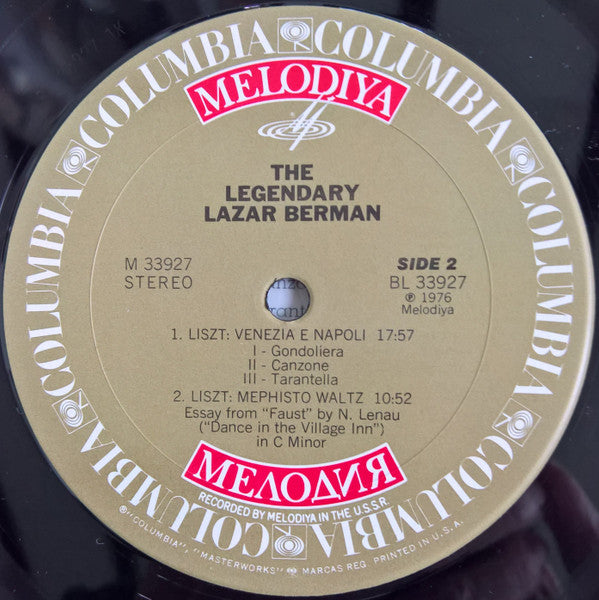 COLUMBIA COLUMBIA COLUMBIA COLUMBIA COLUMBIA COLUMBIA
MELODIYA
THE
LEGENDARY
LAZAR BERMAN
M 33927
STEREO
SIDE 2
BL 33927
℗ 1976
Melodiya
1. LISZT: VENEZIA E NAPOLI 17:57
I - Gondoliera
II - Canzone
III - Tarantella
2. LISZT: MEPHISTO WALTZ 10:52
Essay from "Faust" by N. Lenau
("Dance in the Village Inn")
in C Minor
МЕЛОДИЯ
RECORDED BY MELODIYA IN THE U.S.S.R.
®"COLUMBIA", "MASTERWORKS" MARCAS REG. PRINTED IN U.S.A.